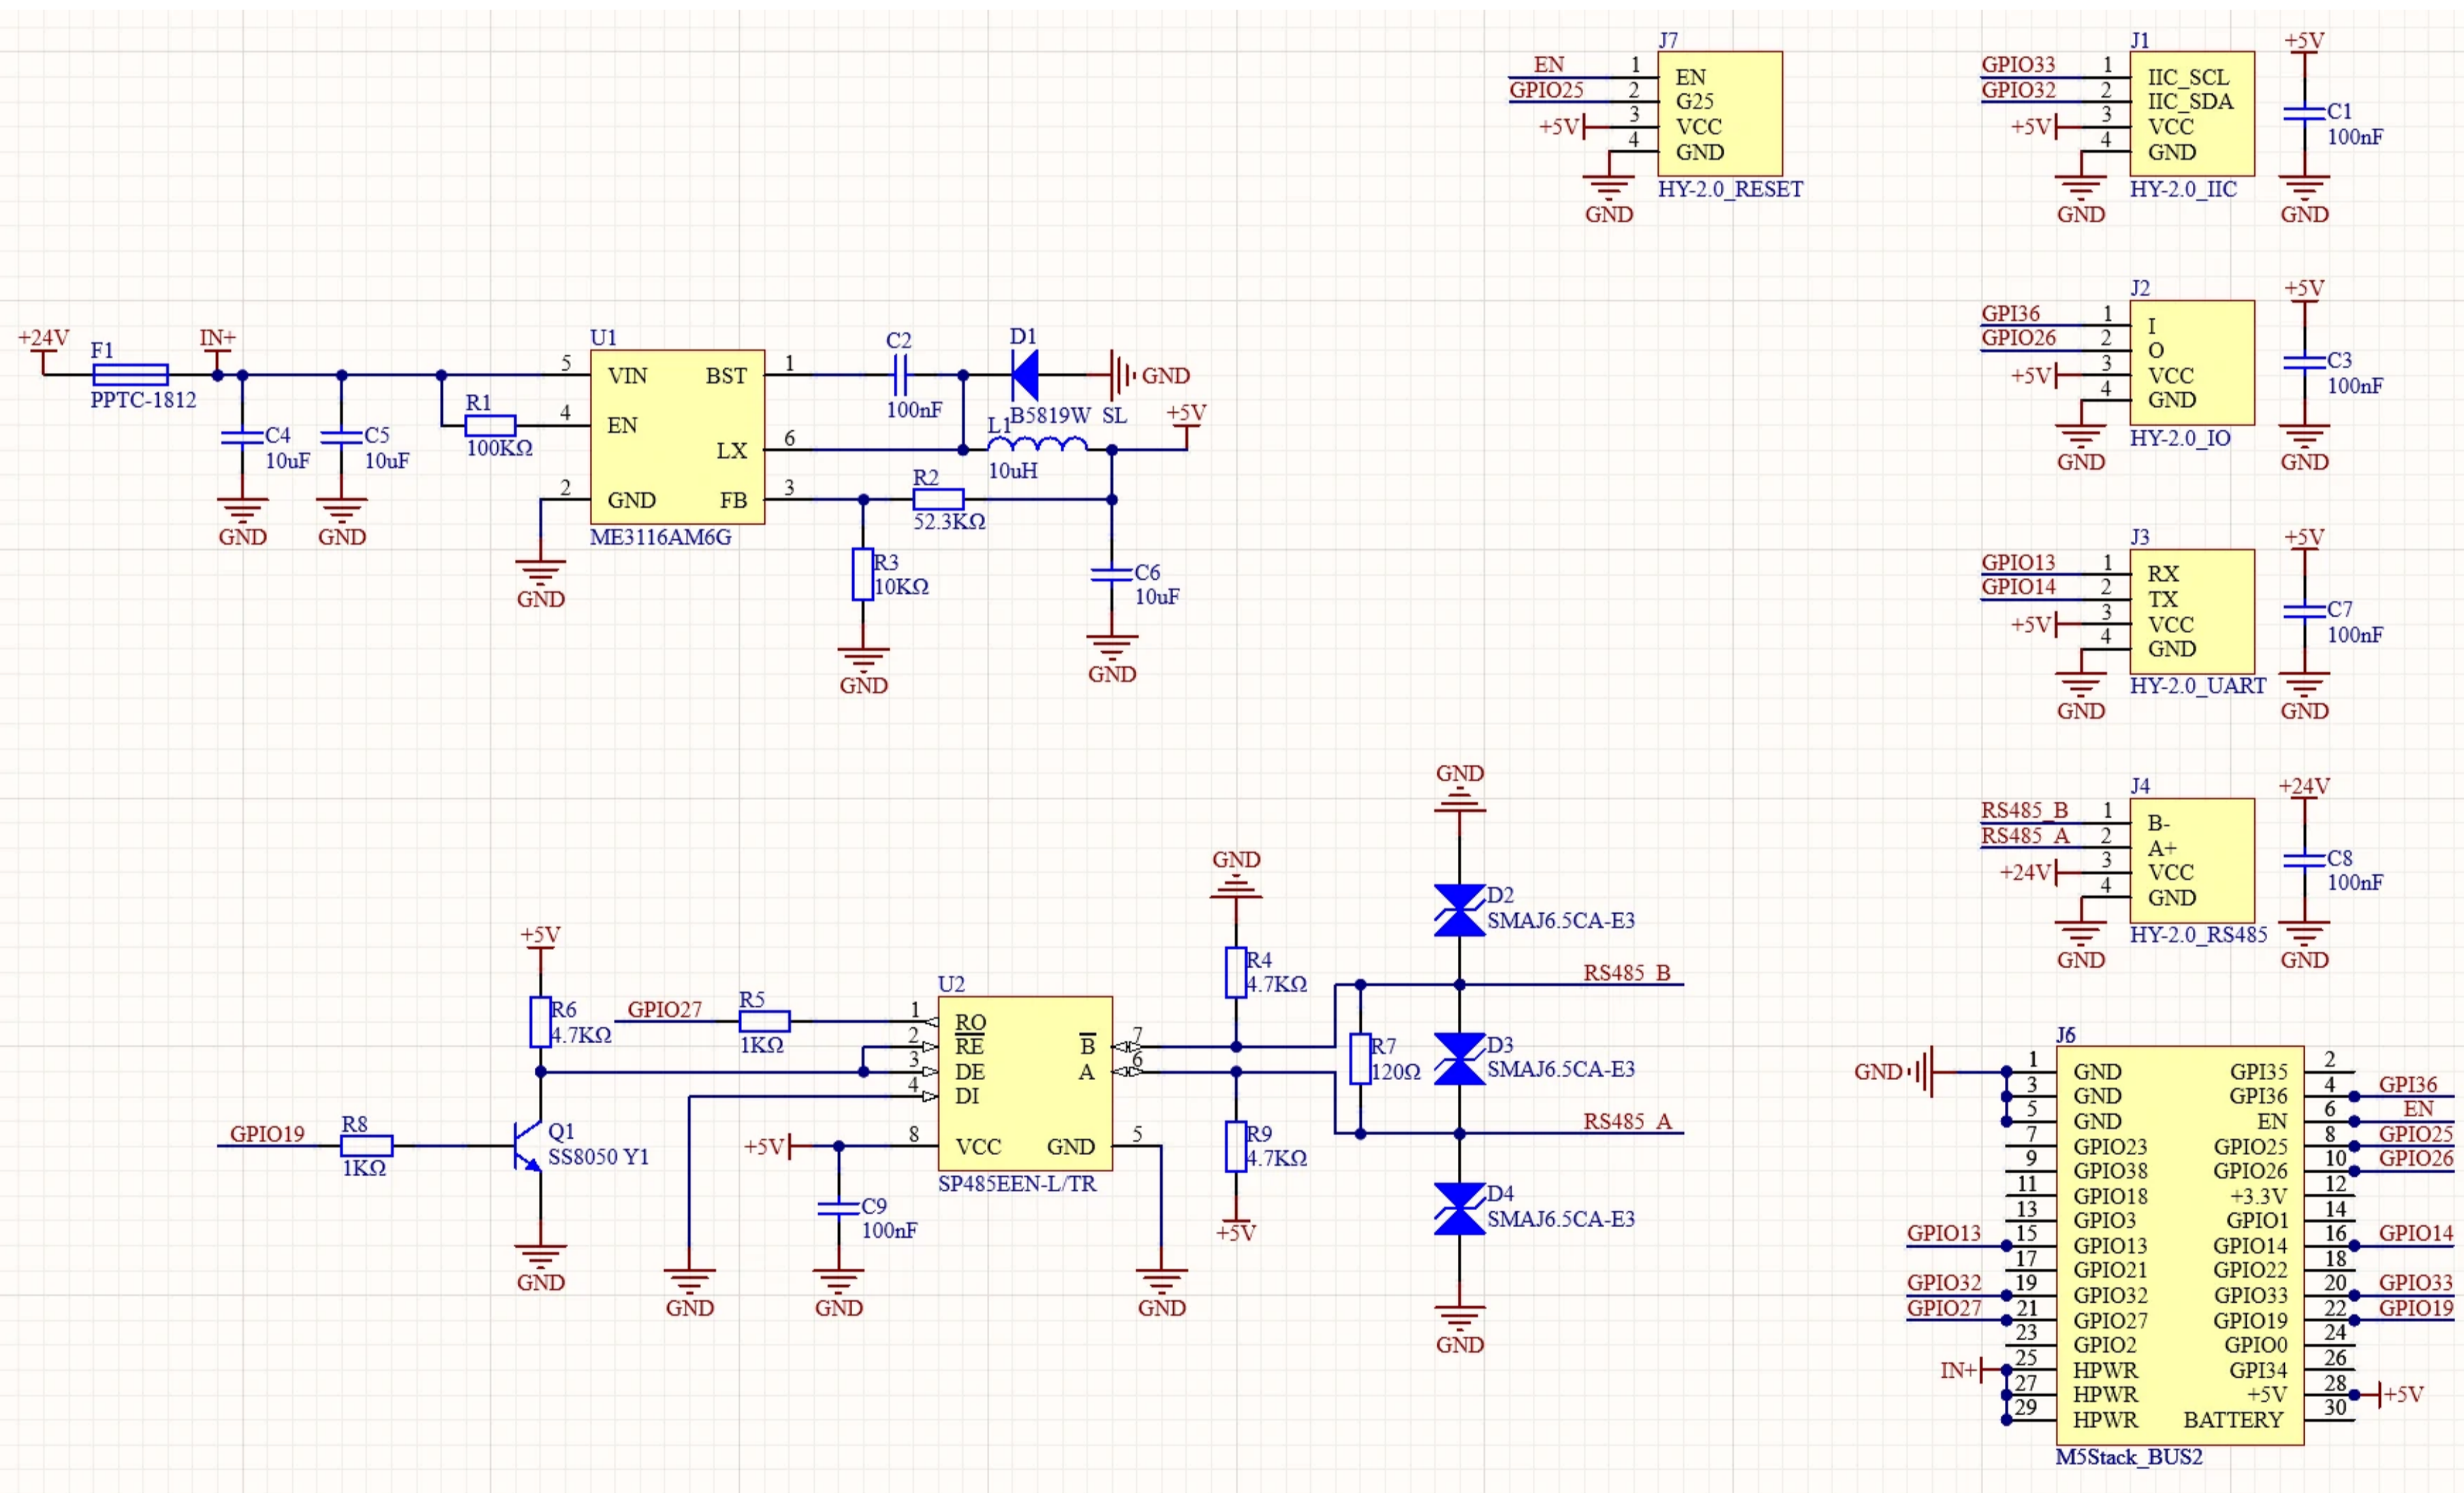 J7
EN 1 EN
GPIO25 2 G25
+5V 3 VCC
4 GND
HY-2.0_RESET
GND
J1
GPIO33 1 IIC_SCL
GPIO32 2 IIC_SDA
+5V 3 VCC
4 GND
HY-2.0_IIC
GND
+5V
C1
100nF
GND
J2
GPI36 1 I
GPIO26 2 O
+5V 3 VCC
4 GND
HY-2.0_IO
GND
+5V
C3
100nF
GND
+24V
F1
PPTC-1812
IN+
C4
10uF
GND
C5
10uF
GND
R1
100KΩ
U1
5 VIN BST 1
4 EN
LX 6
2 GND FB 3
ME3116AM6G
GND
C2
100nF
D1
B5819W SL
GND
L1
10uH
+5V
R2
52.3KΩ
R3
10KΩ
GND
C6
10uF
GND
J3
GPIO13 1 RX
GPIO14 2 TX
+5V 3 VCC
4 GND
HY-2.0_UART
GND
+5V
C7
100nF
GND
J4
RS485_B 1 B-
RS485_A 2 A+
+24V 3 VCC
4 GND
HY-2.0_RS485
GND
+24V
C8
100nF
GND
+5V
R6
4.7KΩ
GPIO27
R5
1KΩ
GPIO19
R8
1KΩ
Q1
SS8050 Y1
GND
U2
1 RO
2 RE B 7
3 DE A 6
4 DI
+5V 8 VCC GND 5
SP485EEN-L/TR
GND
C9
100nF
GND
GND
GND
R4
4.7KΩ
R9
4.7KΩ
+5V
R7
120Ω
GND
D2
SMAJ6.5CA-E3
RS485_B
D3
SMAJ6.5CA-E3
RS485_A
D4
SMAJ6.5CA-E3
GND
J6
GND 1 GND GPI35 2
3 GND GPI36 4 GPI36
5 GND EN 6 EN
7 GPIO23 GPIO25 8 GPIO25
9 GPIO38 GPIO26 10 GPIO26
11 GPIO18 +3.3V 12
13 GPIO3 GPIO1 14
GPIO13 15 GPIO13 GPIO14 16 GPIO14
17 GPIO21 GPIO22 18
GPIO32 19 GPIO32 GPIO33 20 GPIO33
GPIO27 21 GPIO27 GPIO19 22 GPIO19
23 GPIO2 GPIO0 24
IN+ 25 HPWR GPI34 26
27 HPWR +5V 28 +5V
29 HPWR BATTERY 30
M5Stack_BUS2